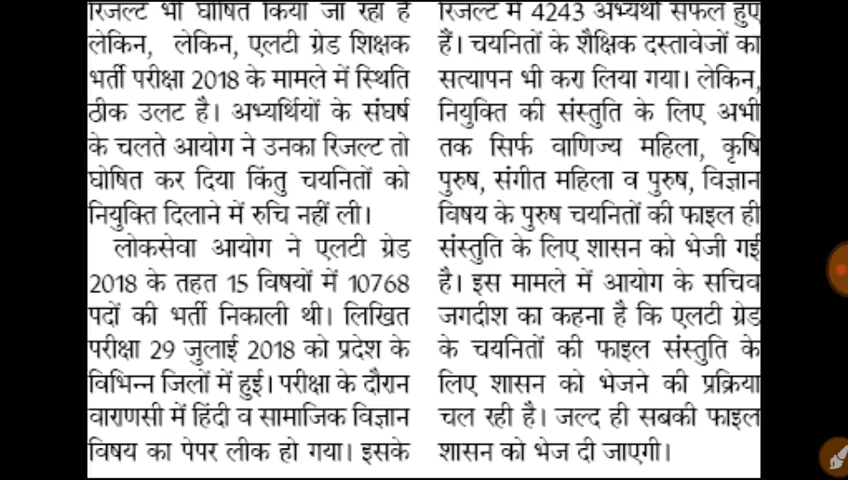 रिजल्ट भी घोषित किया जा रहा है
लेकिन, लेकिन, एलटी ग्रेड शिक्षक
भर्ती परीक्षा 2018 के मामले में स्थिति
ठीक उलट है। अभ्यर्थियों के संघर्ष
के चलते आयोग ने उनका रिजल्ट तो
घोषित कर दिया किंतु चयनितों को
नियुक्ति दिलाने में रुचि नहीं ली।
लोकसेवा आयोग ने एलटी ग्रेड
2018 के तहत 15 विषयों में 10768
पदों की भर्ती निकाली थी। लिखित
परीक्षा 29 जुलाई 2018 को प्रदेश के
विभिन्न जिलों में हुई। परीक्षा के दौरान
वाराणसी में हिंदी व सामाजिक विज्ञान
विषय का पेपर लीक हो गया। इसके
रिजल्ट में 4243 अभ्यर्थी सफल हुए
हैं। चयनितों के शैक्षिक दस्तावेजों का
सत्यापन भी करा लिया गया। लेकिन,
नियुक्ति की संस्तुति के लिए अभी
तक सिर्फ वाणिज्य महिला, कृषि
पुरुष, संगीत महिला व पुरुष, विज्ञान
विषय के पुरुष चयनितों की फाइल ही
संस्तुति के लिए शासन को भेजी गई
है। इस मामले में आयोग के सचिव
जगदीश का कहना है कि एलटी ग्रेड
के चयनितों की फाइल संस्तुति के
लिए शासन को भेजने की प्रक्रिया
चल रही है। जल्द ही सबकी फाइल
शासन को भेज दी जाएगी।